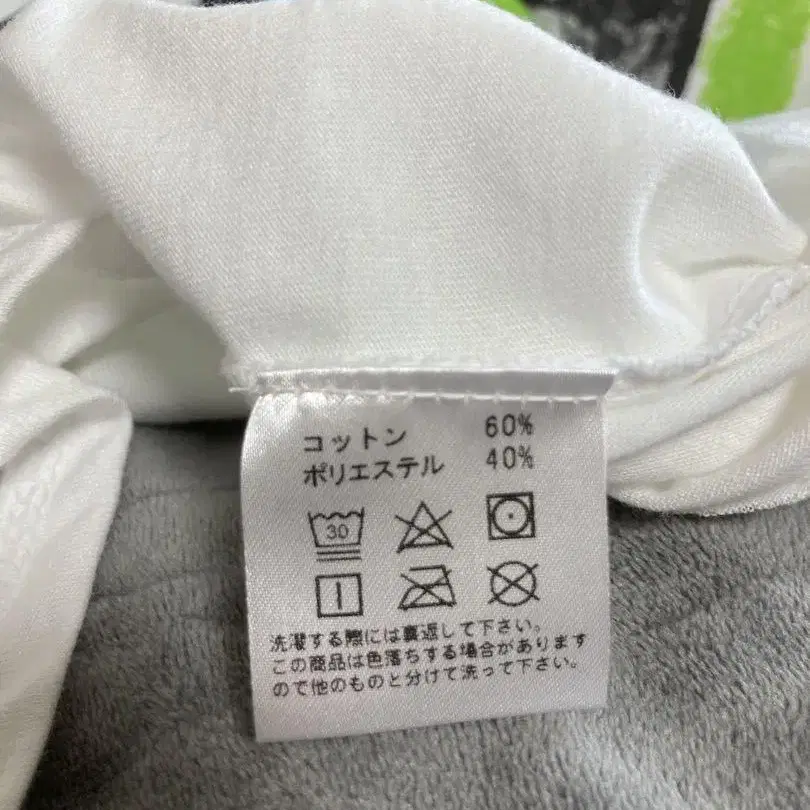 コットン 60%
ポリエステル 40%
30
洗濯する際には裏返して下さい。
この商品は色落ちする場合があります
ので他のものと分けて洗って下さい。